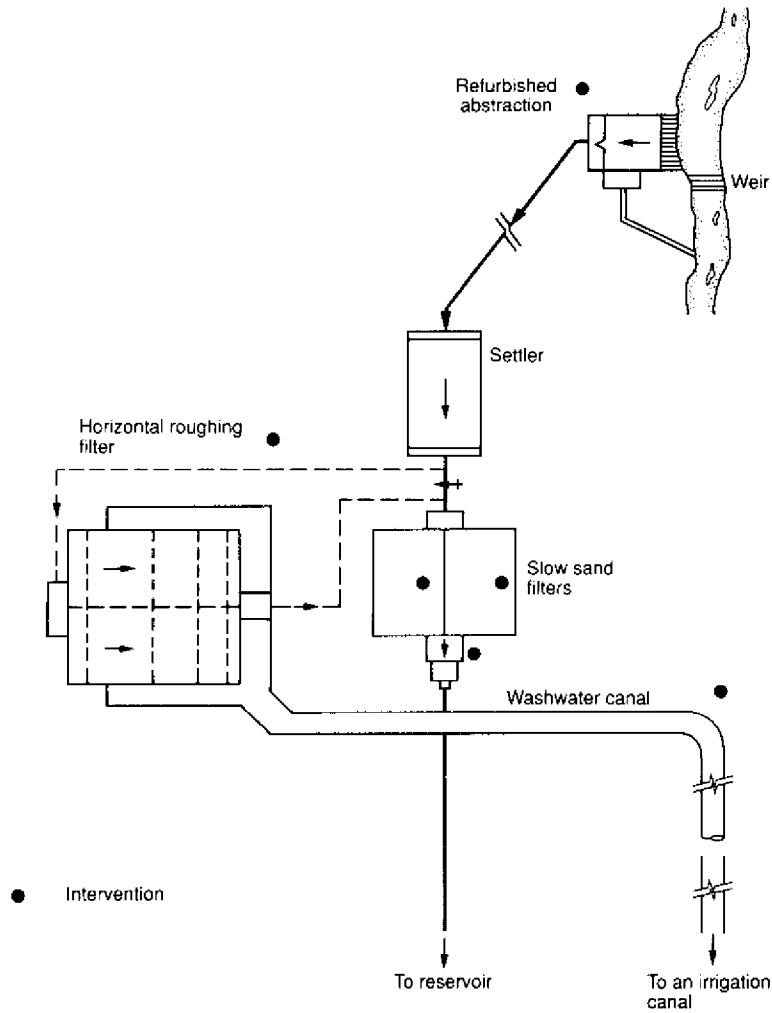 Refurbished
abstraction
Weir
Settler
Horizontal roughing
filter
Slow sand
filters
Washwater canal
Intervention
To reservoir
To an irrigation
canal